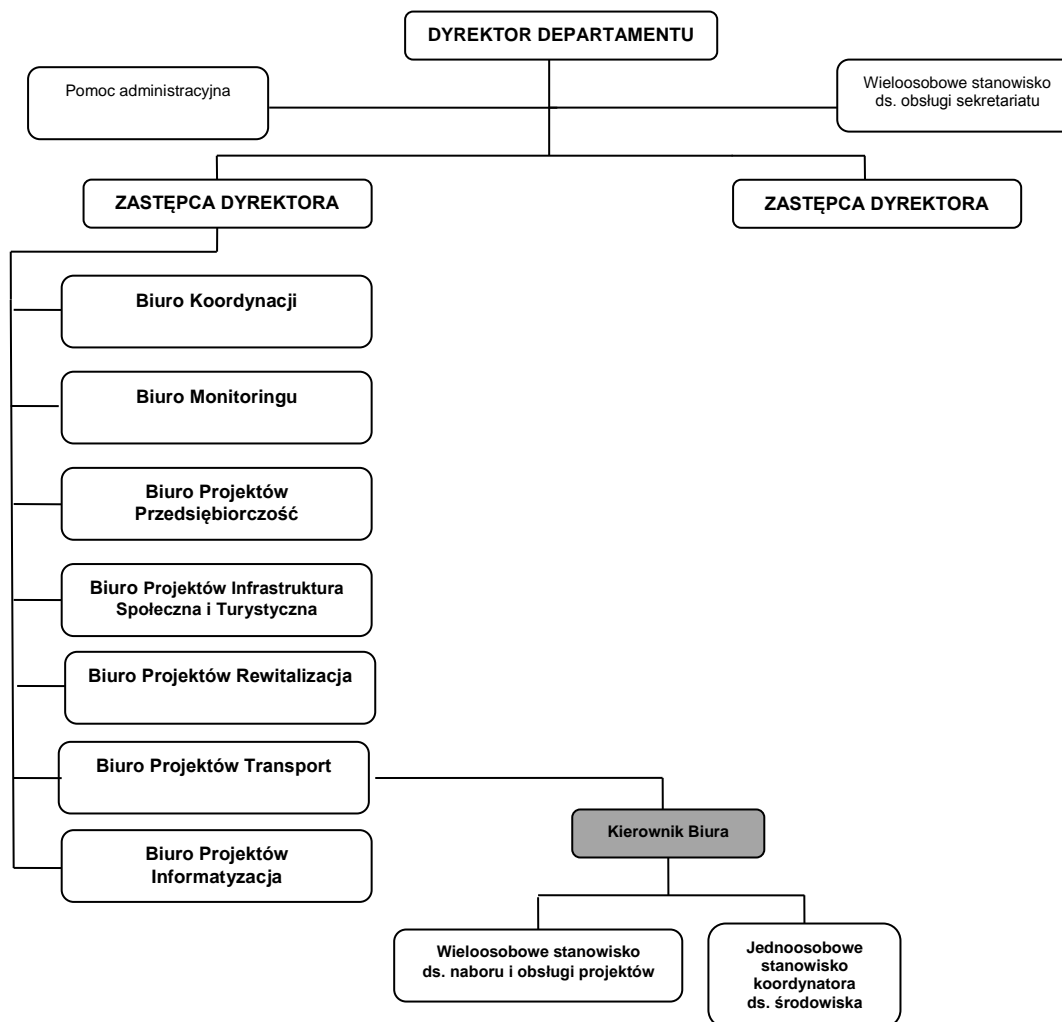 DYREKTOR DEPARTAMENTU
Pomoc administracyjna
Wieloosobowe stanowisko
ds. obsługi sekretariatu
ZASTĘPCA DYREKTORA
ZASTĘPCA DYREKTORA
Biuro Koordynacji
Biuro Monitoringu
Biuro Projektów
Przedsiębiorczość
Biuro Projektów Infrastruktura
Społeczna i Turystyczna
Biuro Projektów Rewitalizacja
Biuro Projektów Transport
Kierownik Biura
Biuro Projektów
Informatyzacja
Wieloosobowe stanowisko
ds. naboru i obsługi projektów
Jednoosobowe
stanowisko
koordynatora
ds. środowiska